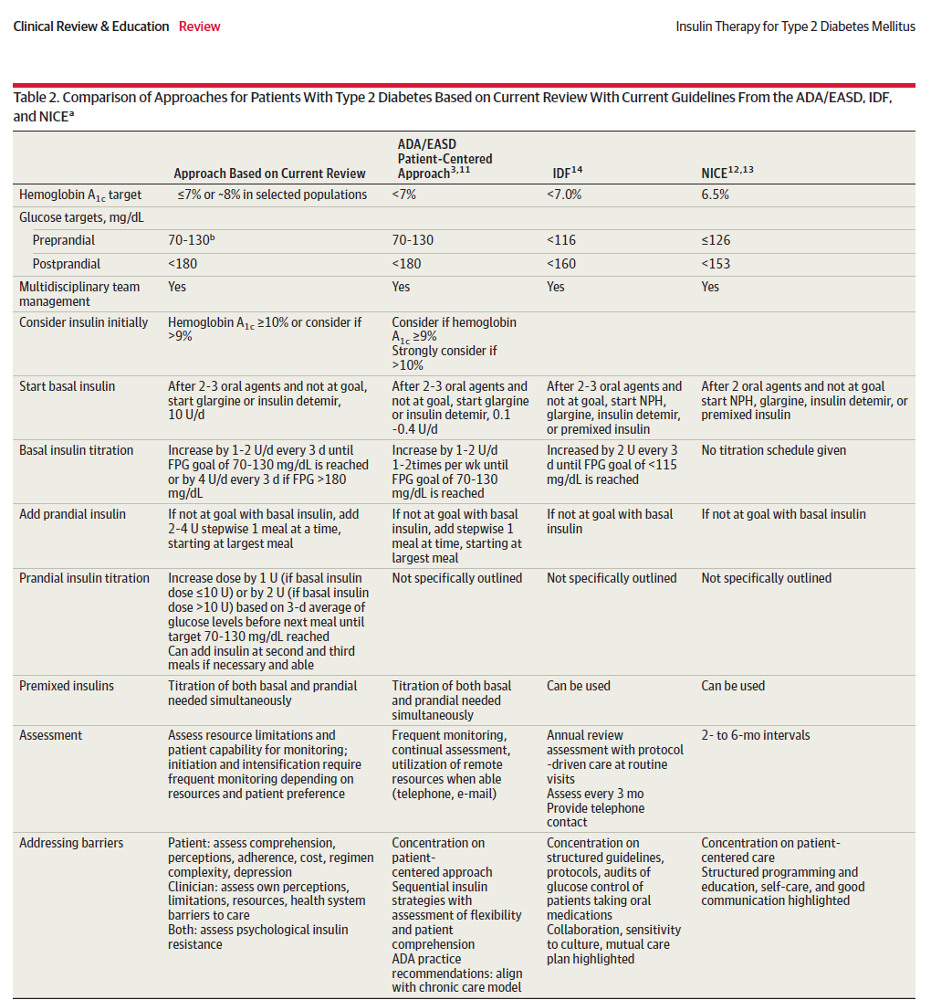 Clinical Review & Education Review
Insulin Therapy for Type 2 Diabetes Mellitus
Table 2. Comparison of Approaches for Patients With Type 2 Diabetes Based on Current Review With Current Guidelines From the ADA/EASD, IDF,
and NICEᵃ
Approach Based on Current Review
ADA/EASD
Patient-Centered
Approach³,¹¹
IDF¹⁴
NICE¹²,¹³
Hemoglobin A₁c target
≤7% or ~8% in selected populations
<7%
<7.0%
6.5%
Glucose targets, mg/dL
Preprandial
70-130ᵇ
70-130
<116
≤126
Postprandial
<180
<180
<160
<153
Multidisciplinary team
management
Yes
Yes
Yes
Yes
Consider insulin initially
Hemoglobin A₁c ≥10% or consider if
>9%
Consider if hemoglobin
A₁c ≥9%
Strongly consider if
>10%
Start basal insulin
After 2-3 oral agents and not at goal,
start glargine or insulin detemir,
10 U/d
After 2-3 oral agents and
not at goal, start glargine
or insulin detemir, 0.1
-0.4 U/d
After 2-3 oral agents and
not at goal, start NPH,
glargine, insulin detemir,
or premixed insulin
After 2 oral agents and not at goal
start NPH, glargine, insulin detemir, or
premixed insulin
Basal insulin titration
Increase by 1-2 U/d every 3 d until
FPG goal of 70-130 mg/dL is reached
or by 4 U/d every 3 d if FPG >180
mg/dL
Increase by 1-2 U/d
1-2times per wk until
FPG goal of 70-130
mg/dL is reached
Increased by 2 U every 3
d until FPG goal of <115
mg/dL is reached
No titration schedule given
Add prandial insulin
If not at goal with basal insulin, add
2-4 U stepwise 1 meal at a time,
starting at largest meal
If not at goal with basal
insulin, add stepwise 1
meal at time, starting at
largest meal
If not at goal with basal
insulin
If not at goal with basal insulin
Prandial insulin titration
Increase dose by 1 U (if basal insulin
dose ≤10 U) or by 2 U (if basal insulin
dose >10 U) based on 3-d average of
glucose levels before next meal until
target 70-130 mg/dL reached
Can add insulin at second and third
meals if necessary and able
Not specifically outlined
Not specifically outlined
Not specifically outlined
Premixed insulins
Titration of both basal and prandial
needed simultaneously
Titration of both basal
and prandial needed
simultaneously
Can be used
Can be used
Assessment
Assess resource limitations and
patient capability for monitoring;
initiation and intensification require
frequent monitoring depending on
resources and patient preference
Frequent monitoring,
continual assessment,
utilization of remote
resources when able
(telephone, e-mail)
Annual review
assessment with protocol
-driven care at routine
visits
Assess every 3 mo
Provide telephone
contact
2- to 6-mo intervals
Addressing barriers
Patient: assess comprehension,
perceptions, adherence, cost, regimen
complexity, depression
Clinician: assess own perceptions,
limitations, resources, health system
barriers to care
Both: assess psychological insulin
resistance
Concentration on
patient-
centered approach
Sequential insulin
strategies with
assessment of flexibility
and patient
comprehension
ADA practice
recommendations: align
with chronic care model
Concentration on
structured guidelines,
protocols, audits of
glucose control of
patients taking oral
medications
Collaboration, sensitivity
to culture, mutual care
plan highlighted
Concentration on patient-
centered care
Structured programming and
education, self-care, and good
communication highlighted